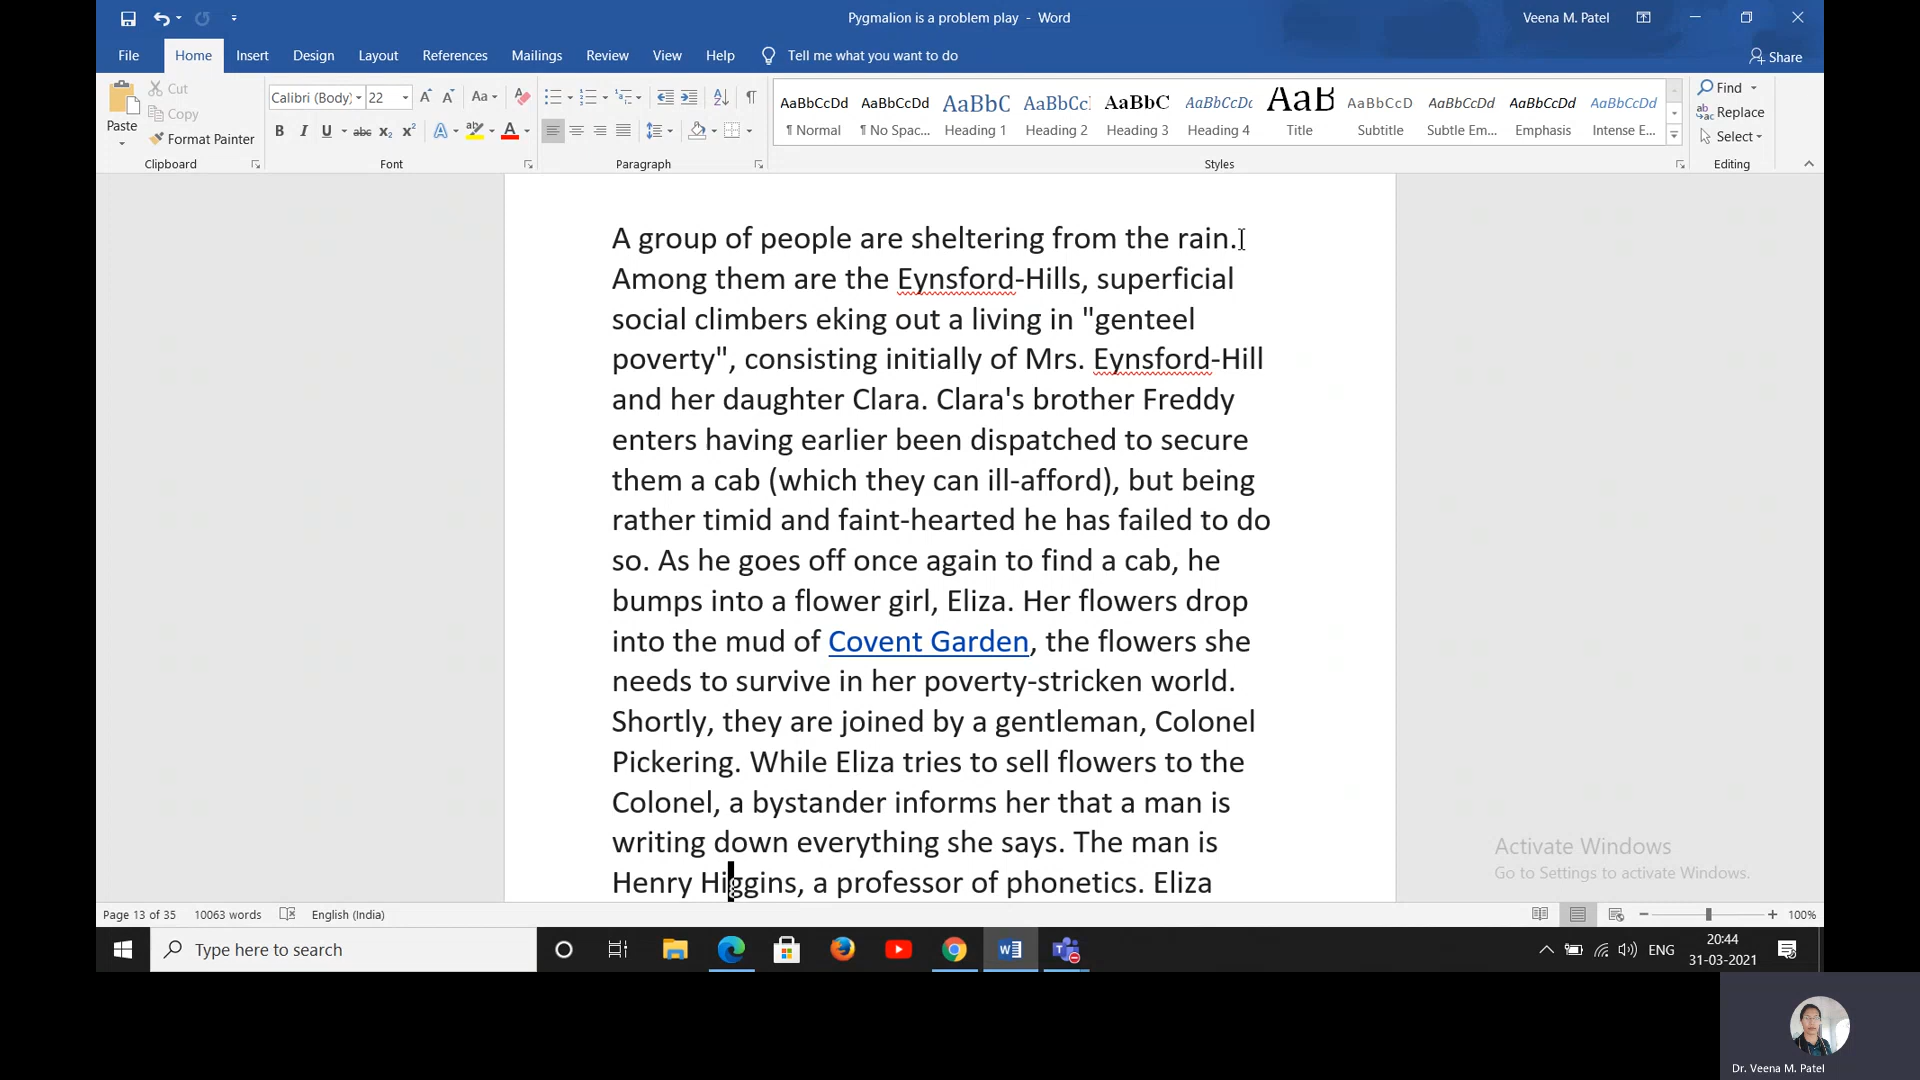 Pygmalion is a problem play - Word
Veena M. Patel
File Home Insert Design Layout References Mailings Review View Help Tell me what you want to do
Share
Paste
Cut
Copy
Format Painter
Clipboard
Calibri (Body) 22
Font
Paragraph
AaBbCcDd AaBbCcDd AaBbC AaBbCc AaBbC AaBbCcDc AaB AaBbCcD AaBbCcDd AaBbCcDd AaBbCcDd
¶ Normal ¶ No Spac... Heading 1 Heading 2 Heading 3 Heading 4 Title Subtitle Subtle Em... Emphasis Intense E...
Styles
Find
Replace
Select
Editing
A group of people are sheltering from the rain.
Among them are the Eynsford-Hills, superficial
social climbers eking out a living in "genteel
poverty", consisting initially of Mrs. Eynsford-Hill
and her daughter Clara. Clara's brother Freddy
enters having earlier been dispatched to secure
them a cab (which they can ill-afford), but being
rather timid and faint-hearted he has failed to do
so. As he goes off once again to find a cab, he
bumps into a flower girl, Eliza. Her flowers drop
into the mud of Covent Garden, the flowers she
needs to survive in her poverty-stricken world.
Shortly, they are joined by a gentleman, Colonel
Pickering. While Eliza tries to sell flowers to the
Colonel, a bystander informs her that a man is
writing down everything she says. The man is
Henry Higgins, a professor of phonetics. Eliza
Activate Windows
Go to Settings to activate Windows.
Page 13 of 35 10063 words English (India)
100%
Type here to search
ENG
20:44
31-03-2021
Dr. Veena M. Patel